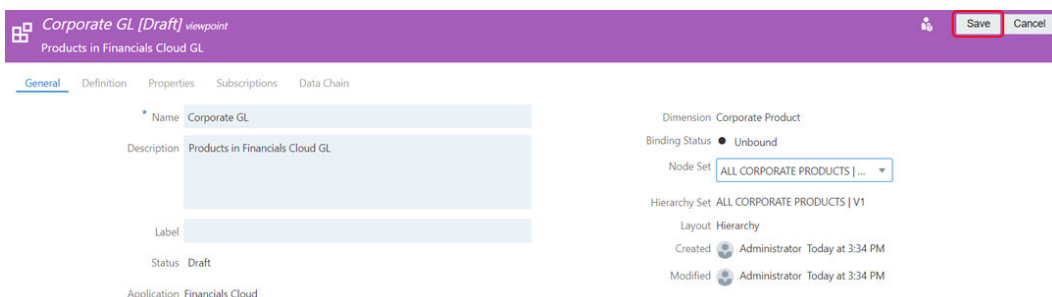 Corporate GL [Draft] viewpoint
Save Cancel
Products in Financials Cloud GL
General Definition Properties Subscriptions Data Chain
* Name Corporate GL
Description Products in Financials Cloud GL
Label
Status Draft
Application Financials Cloud
Dimension Corporate Product
Binding Status Unbound
Node Set ALL CORPORATE PRODUCTS | ...
Hierarchy Set ALL CORPORATE PRODUCTS | V1
Layout Hierarchy
Created Administrator Today at 3:34 PM
Modified Administrator Today at 3:34 PM